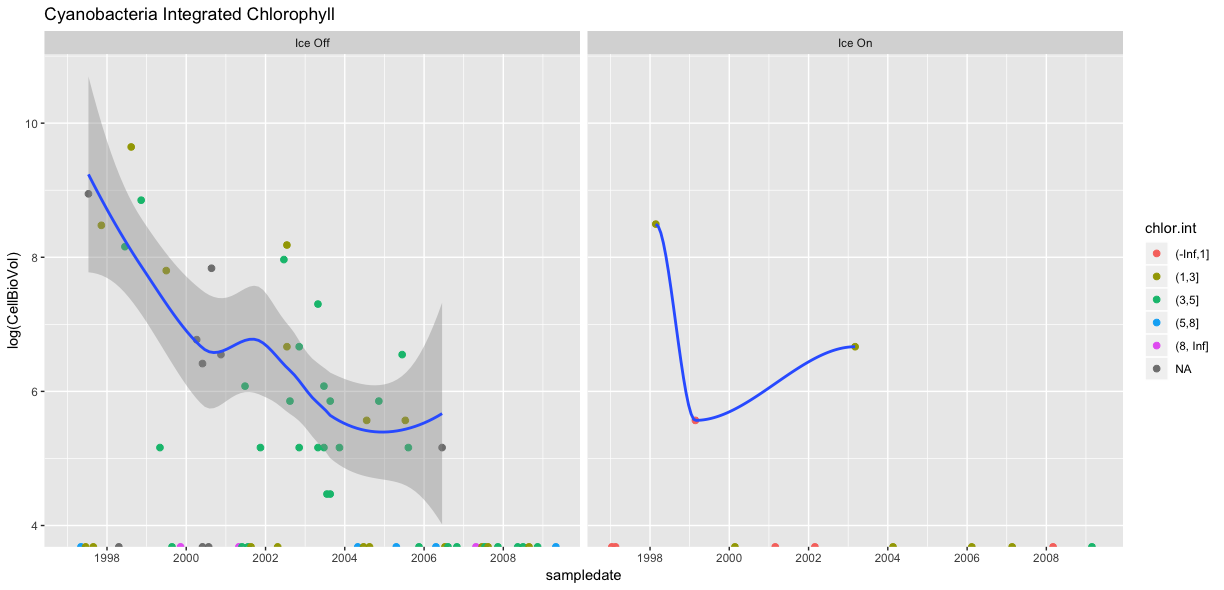 Cyanobacteria Integrated Chlorophyll
Ice Off
Ice On
log(CellBioVol)
10
8
6
4
1998 2000 2002 2004 2006 2008
1998 2000 2002 2004 2006 2008
sampledate
chlor.int
(-Inf,1]
(1,3]
(3,5]
(5,8]
(8, Inf]
NA